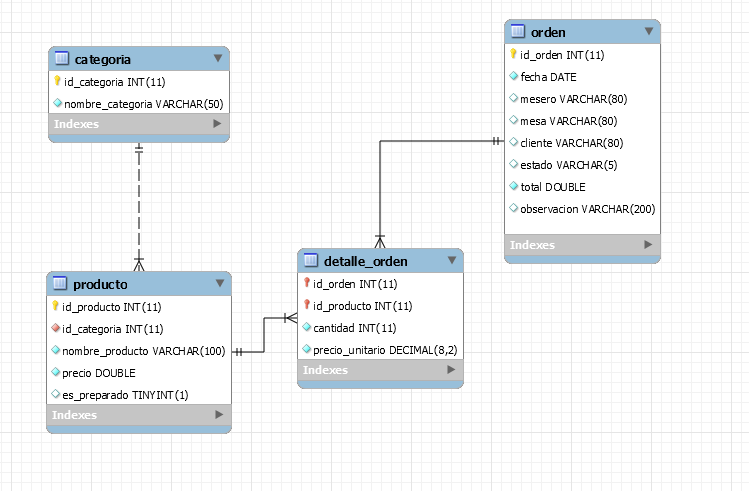 categoria
id_categoria INT(11)
nombre_categoria VARCHAR(50)
Indexes
orden
id_orden INT(11)
fecha DATE
mesero VARCHAR(80)
mesa VARCHAR(80)
cliente VARCHAR(80)
estado VARCHAR(5)
total DOUBLE
observacion VARCHAR(200)
Indexes
producto
id_producto INT(11)
id_categoria INT(11)
nombre_producto VARCHAR(100)
precio DOUBLE
es_preparado TINYINT(1)
Indexes
detalle_orden
id_orden INT(11)
id_producto INT(11)
cantidad INT(11)
precio_unitario DECIMAL(8,2)
Indexes